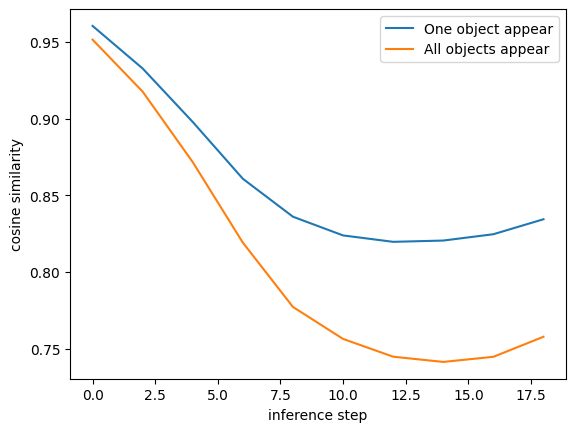 One object appear
All objects appear
0.95
0.90
0.85
0.80
0.75
cosine similarity
0.0 2.5 5.0 7.5 10.0 12.5 15.0 17.5
inference step